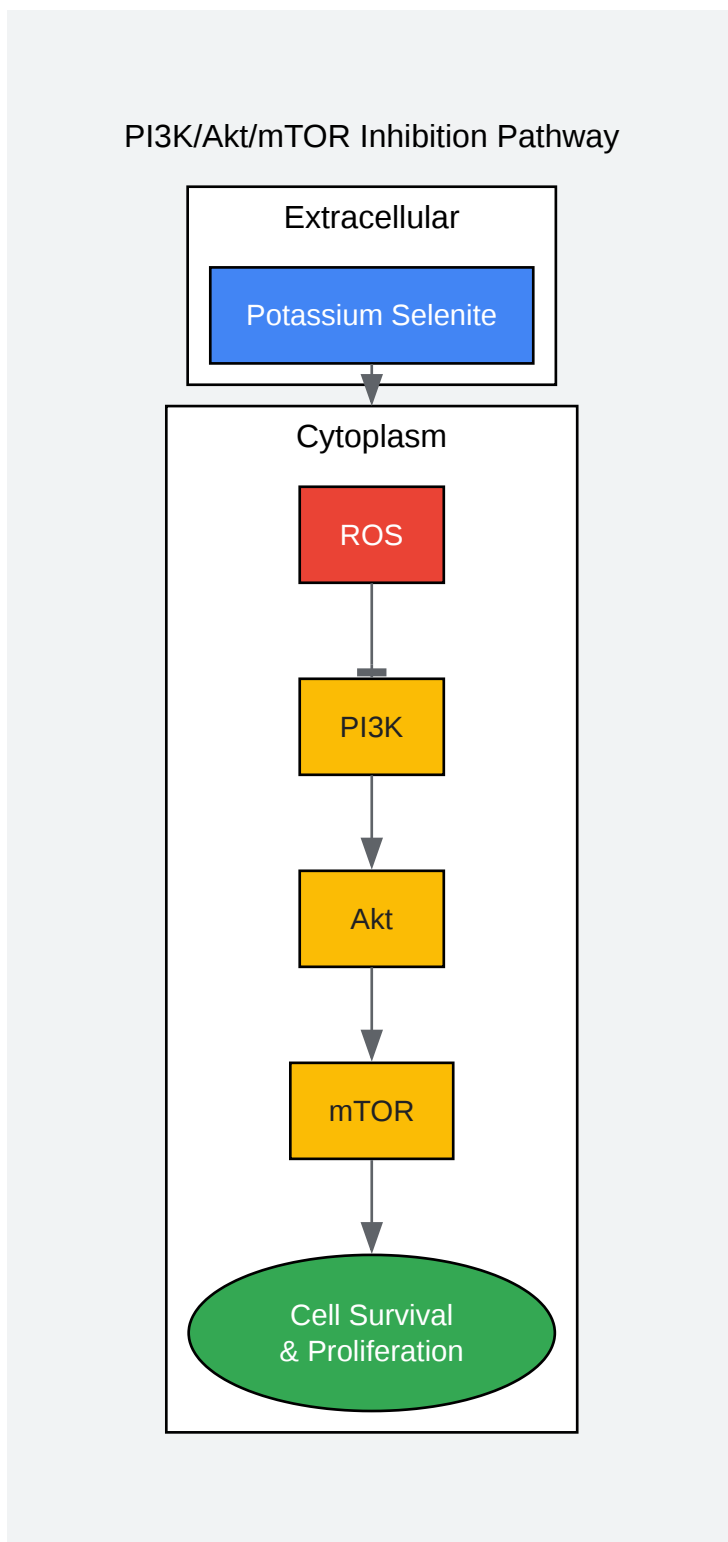 PI3K/Akt/mTOR Inhibition Pathway
Extracellular
Potassium Selenite
Cytoplasm
ROS
PI3K
Akt
mTOR
Cell Survival
& Proliferation